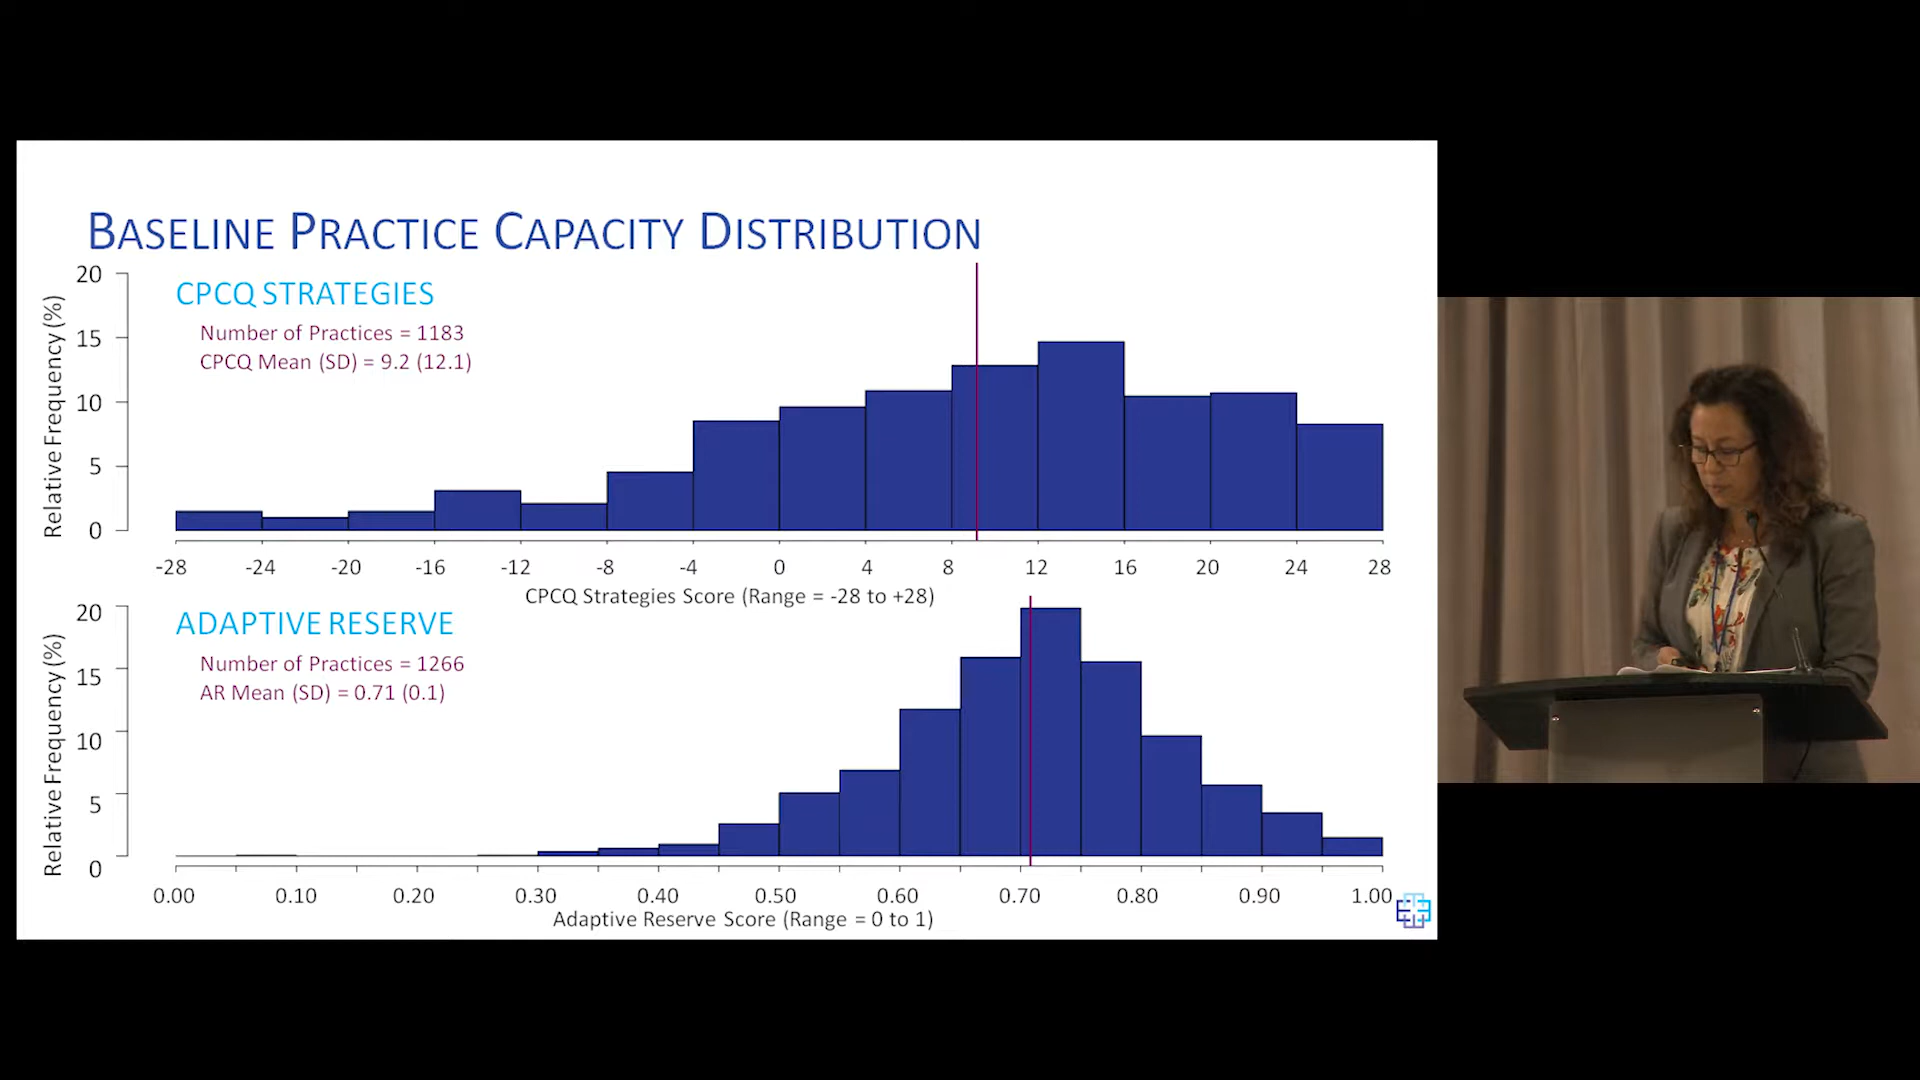 BASELINE PRACTICE CAPACITY DISTRIBUTION
CPCQ STRATEGIES
Number of Practices = 1183
CPCQ Mean (SD) = 9.2 (12.1)
Relative Frequency (%)
20
15
10
5
0
-28 -24 -20 -16 -12 -8 -4 0 4 8 12 16 20 24 28
CPCQ Strategies Score (Range = -28 to +28)
ADAPTIVE RESERVE
Number of Practices = 1266
AR Mean (SD) = 0.71 (0.1)
Relative Frequency (%)
20
15
10
5
0
0.00 0.10 0.20 0.30 0.40 0.50 0.60 0.70 0.80 0.90 1.00
Adaptive Reserve Score (Range = 0 to 1)